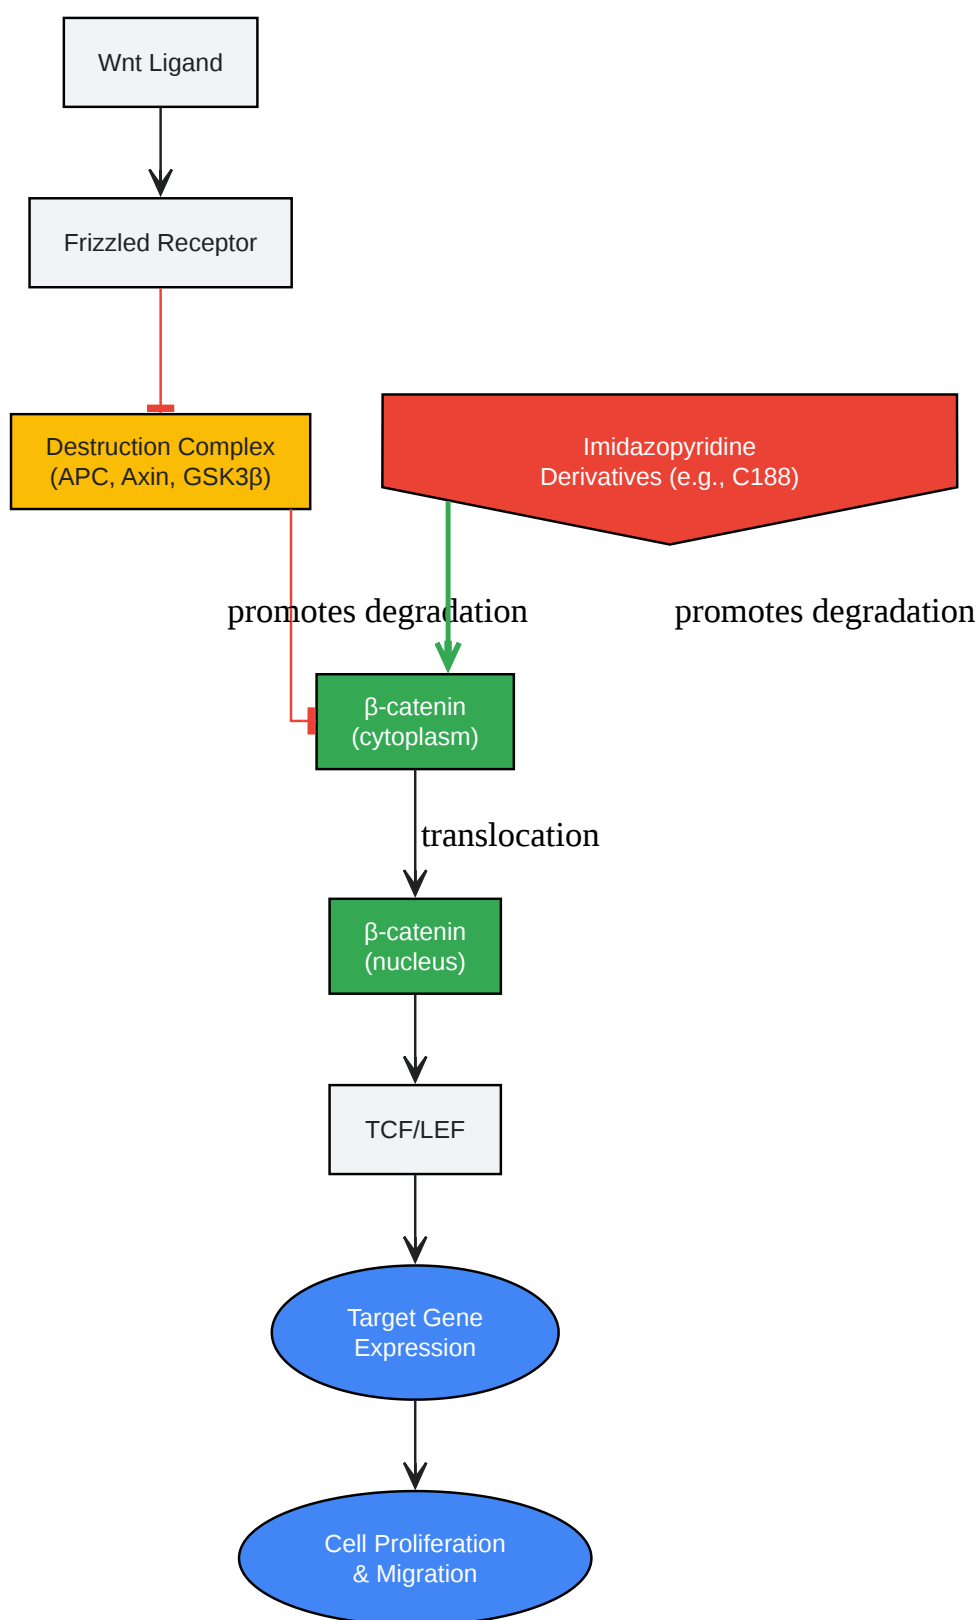 Wnt Ligand
Frizzled Receptor
Destruction Complex
(APC, Axin, GSK3β)
Imidazopyridine
Derivatives (e.g., C188)
promotes degradation
promotes degradation
β-catenin
(cytoplasm)
translocation
β-catenin
(nucleus)
TCF/LEF
Target Gene
Expression
Cell Proliferation
& Migration